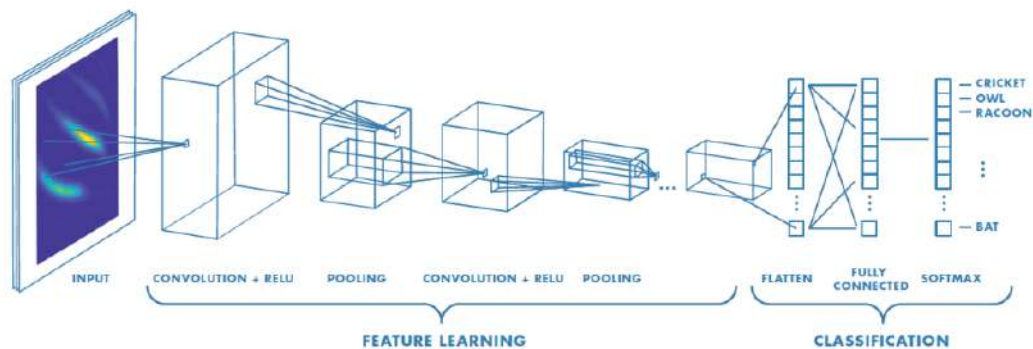 CRICKET
OWL
RACOON
BAT
INPUT
CONVOLUTION + RELU
POOLING
CONVOLUTION + RELU
POOLING
FLATTEN
FULLY
CONNECTED
SOFTMAX
FEATURE LEARNING
CLASSIFICATION